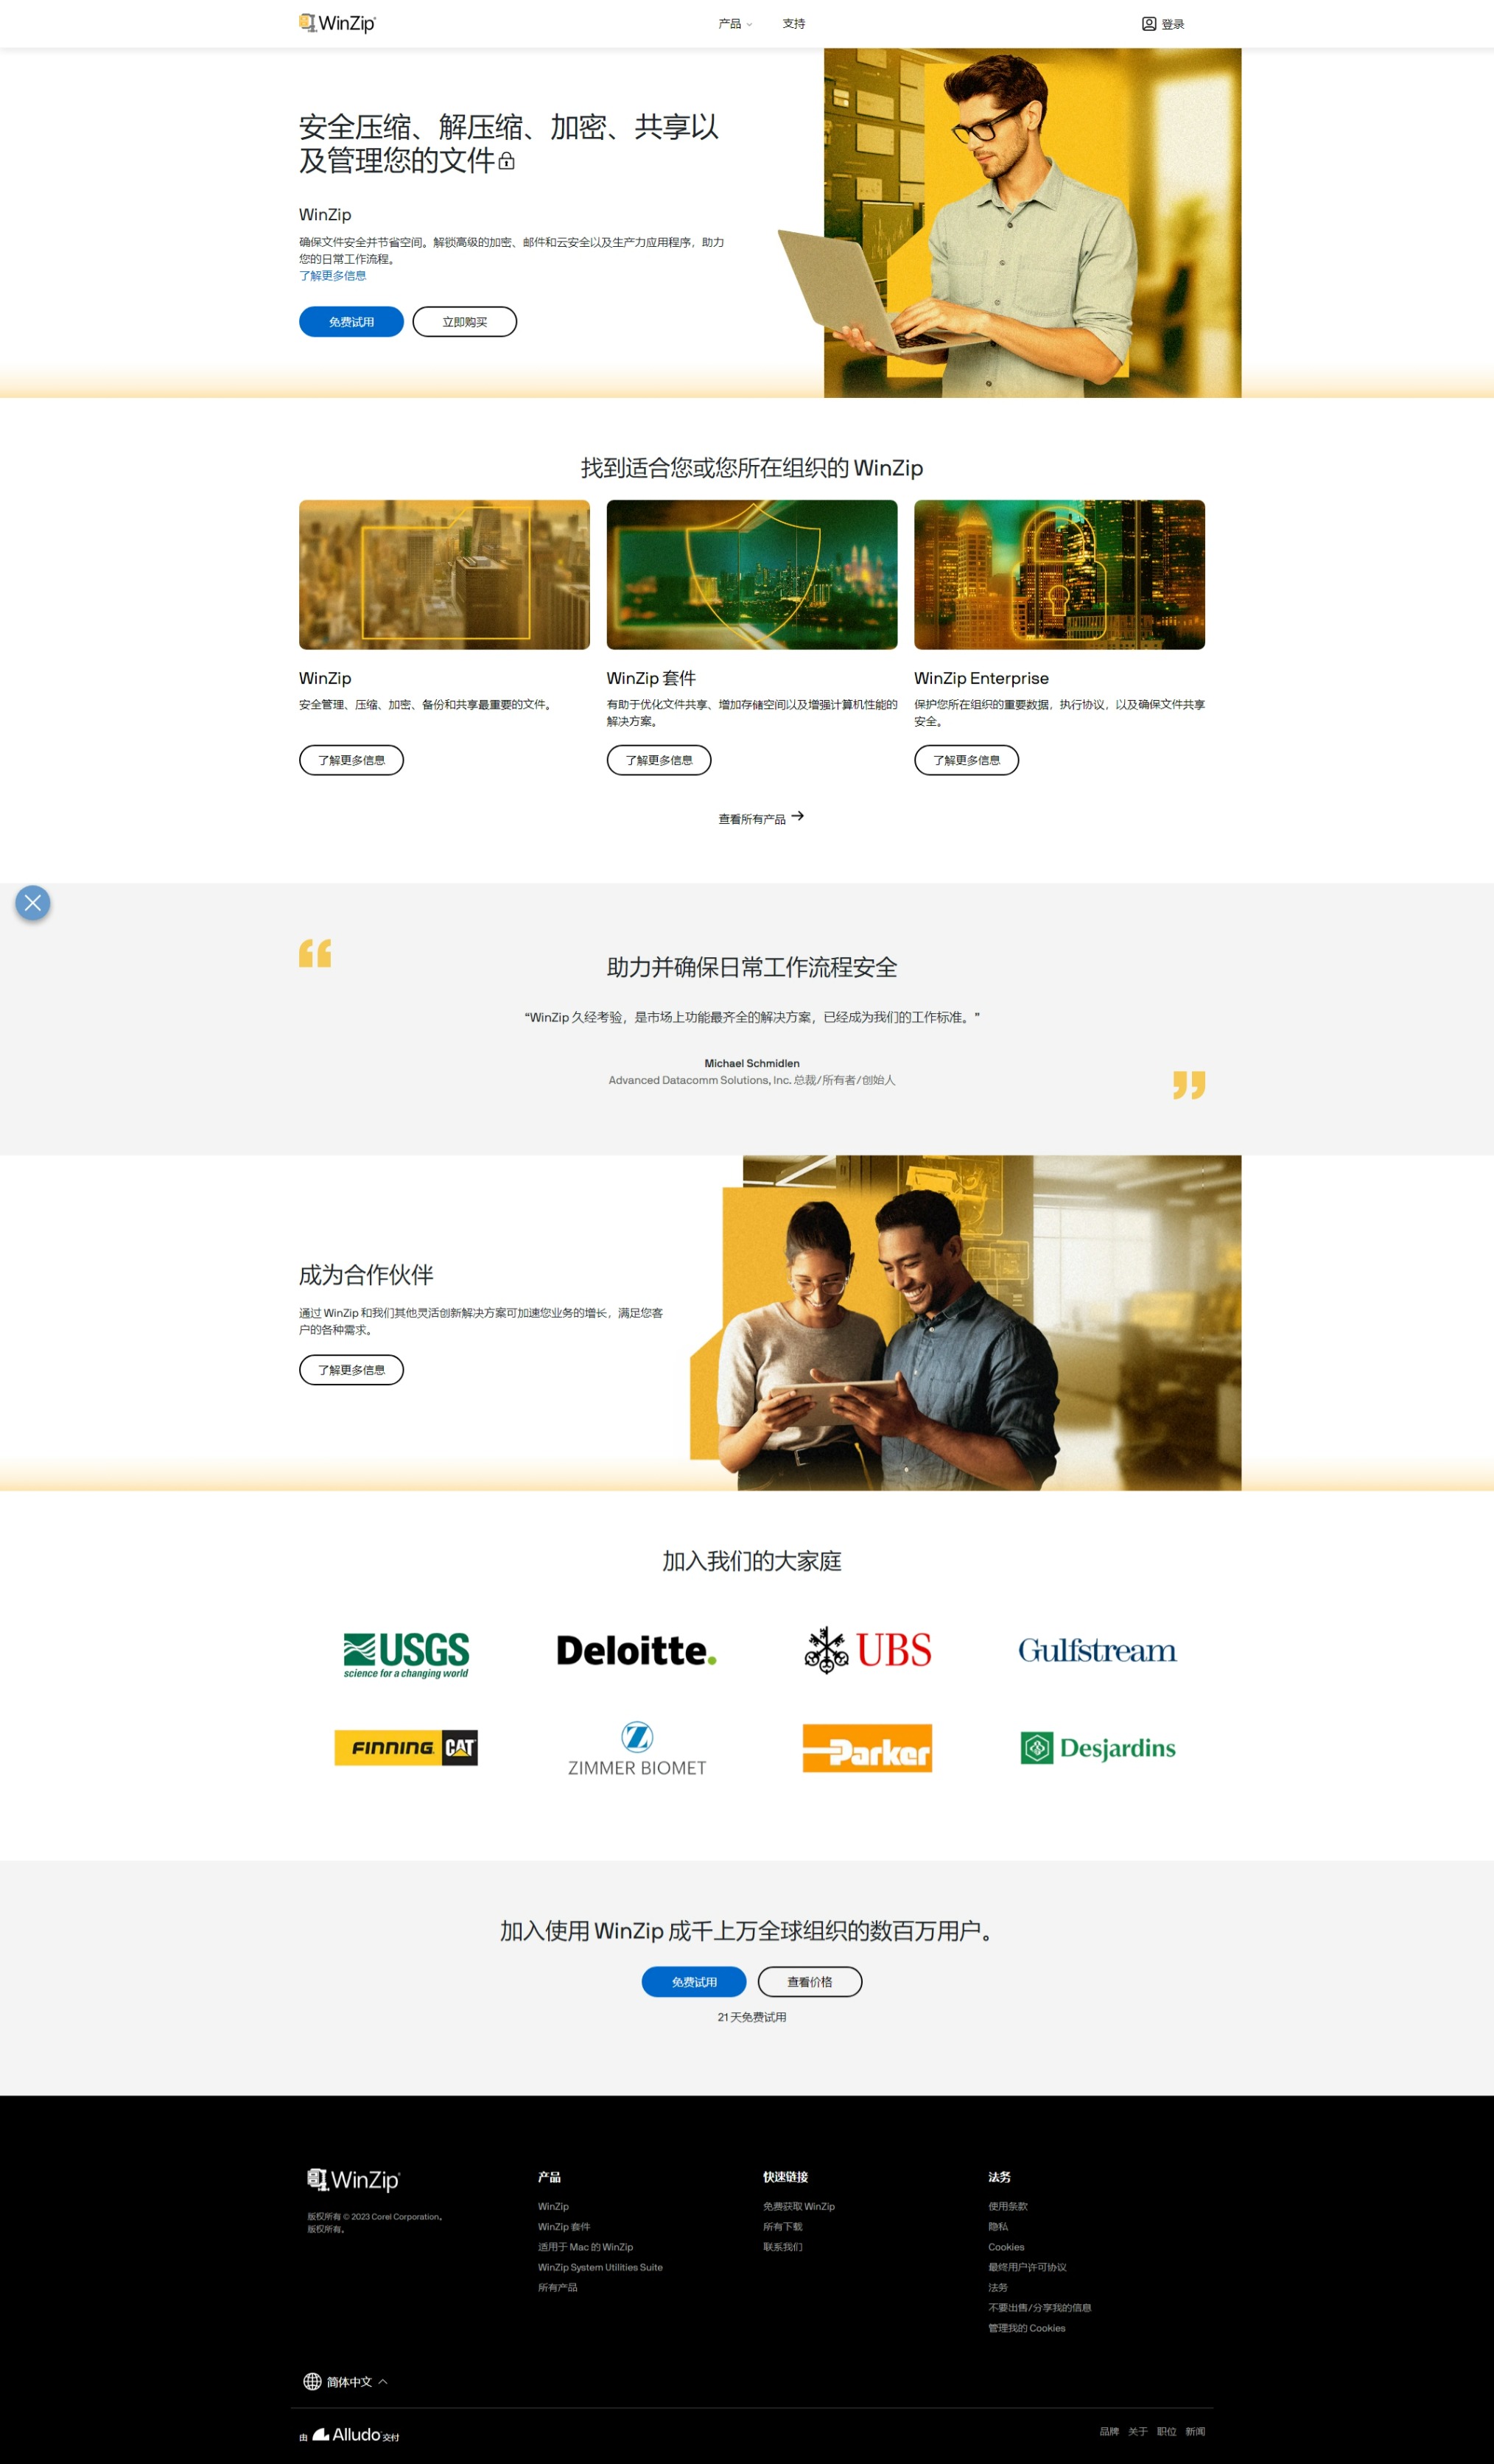 WinZip
产品
支持
登录
安全压缩、解压缩、加密、共享以
及管理您的文件
WinZip
确保文件安全并节省空间。解锁高级的加密、邮件和云安全以及生产力应用程序，助力
您的日常工作流程。
了解更多信息
免费试用
立即购买
找到适合您或您所在组织的 WinZip
WinZip
安全管理、压缩、加密、备份和共享最重要的文件。
了解更多信息
WinZip 套件
有助于优化文件共享、增加存储空间以及增强计算机性能的
解决方案。
了解更多信息
WinZip Enterprise
保护您所在组织的重要数据，执行协议，以及确保文件共享
安全。
了解更多信息
查看所有产品
助力并确保日常工作流程安全
“WinZip 久经考验，是市场上功能最齐全的解决方案，已经成为我们的工作标准。”
Michael Schmidlen
Advanced Datacomm Solutions, Inc. 总裁/所有者/创始人
成为合作伙伴
通过 WinZip 和我们其他灵活创新解决方案可加速您业务的增长，满足您客
户的各种需求。
了解更多信息
加入我们的大家庭
USGS
science for a changing world
Deloitte.
UBS
Gulfstream
FINNING CAT
ZIMMER BIOMET
Parker
Desjardins
加入使用 WinZip 成千上万全球组织的数百万用户。
免费试用
查看价格
21 天免费试用
WinZip
版权所有 © 2023 Corel Corporation。
版权所有。
产品
WinZip
WinZip 套件
适用于 Mac 的 WinZip
WinZip System Utilities Suite
所有产品
快速链接
免费获取 WinZip
所有下载
联系我们
法务
使用条款
隐私
Cookies
最终用户许可协议
法务
不要出售/分享我的信息
管理我的 Cookies
简体中文
由 Alludo 交付
品牌 关于 职位 新闻